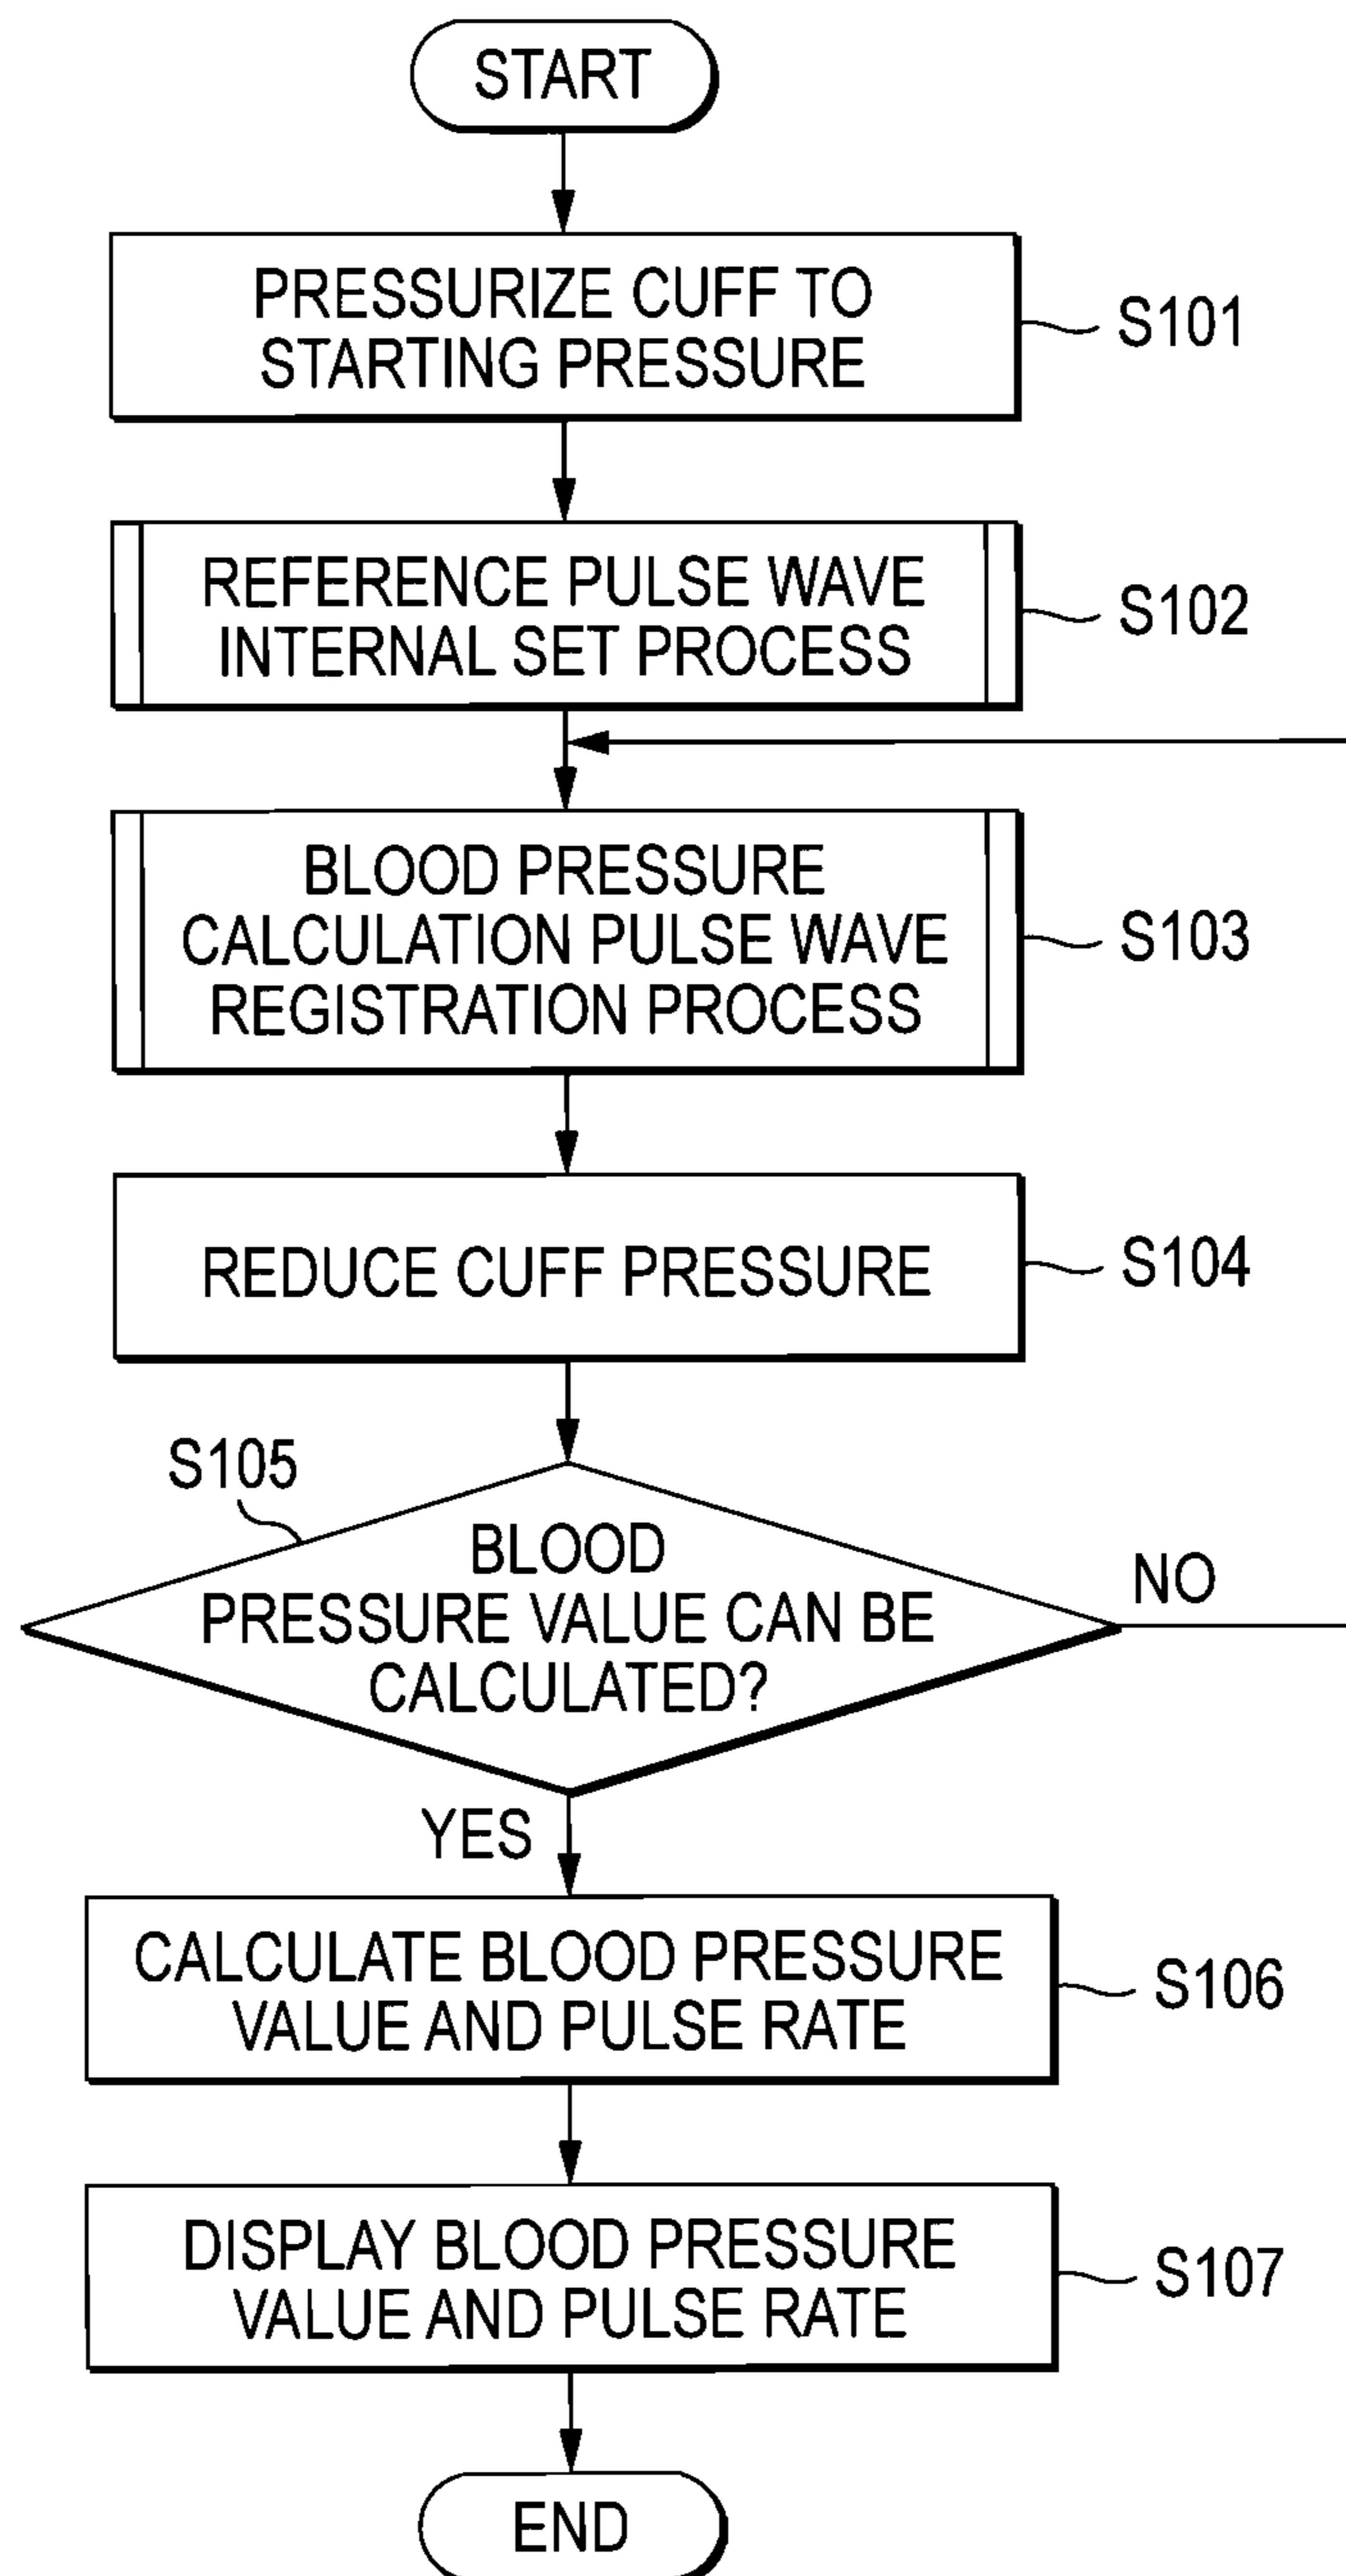 START
PRESSURIZE CUFF TO
STARTING PRESSURE
S101
REFERENCE PULSE WAVE
INTERNAL SET PROCESS
S102
BLOOD PRESSURE
CALCULATION PULSE WAVE
REGISTRATION PROCESS
S103
REDUCE CUFF PRESSURE
S104
S105
BLOOD
PRESSURE VALUE CAN BE
CALCULATED?
NO
YES
CALCULATE BLOOD PRESSURE
VALUE AND PULSE RATE
S106
DISPLAY BLOOD PRESSURE
VALUE AND PULSE RATE
S107
END